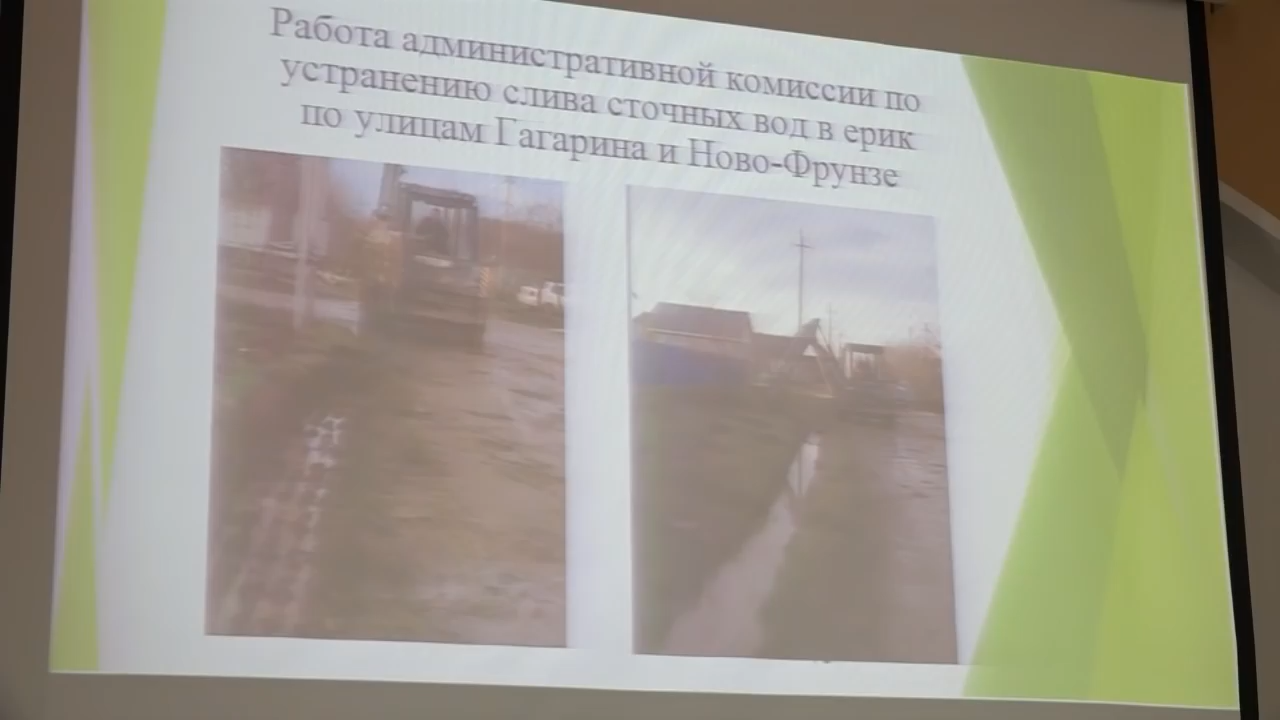 Работа административной комиссии по
устранению слива сточных вод в ерик
по улицам Гагарина и Ново-Фрунзе